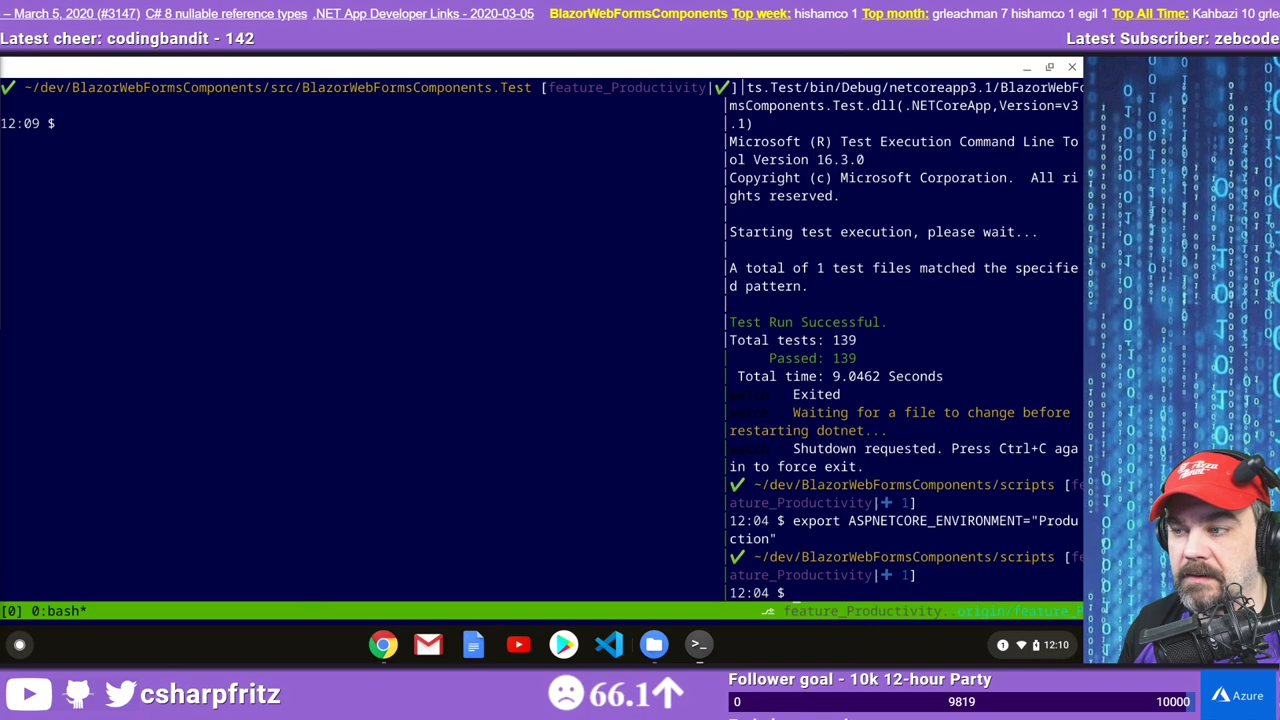 – March 5, 2020 (#3147) C# 8 nullable reference types .NET App Developer Links - 2020-03-05 BlazorWebFormsComponents Top week: hishamco 1 Top month: grleachman 7 hishamco 1 egil 1 Top All Time: Kahbazi 10 grle
Latest cheer: codingbandit - 142
Latest Subscriber: zebcode
✔ ~/dev/BlazorWebFormsComponents/src/BlazorWebFormsComponents.Test [feature_Productivity|✔]
12:09 $
ts.Test/bin/Debug/netcoreapp3.1/BlazorWebFo
msComponents.Test.dll(.NETCoreApp,Version=v3
.1)
Microsoft (R) Test Execution Command Line To
ol Version 16.3.0
Copyright (c) Microsoft Corporation.  All ri
ghts reserved.
Starting test execution, please wait...
A total of 1 test files matched the specifie
d pattern.
Test Run Successful.
Total tests: 139
Passed: 139
Total time: 9.0462 Seconds
watch : Exited
watch : Waiting for a file to change before
restarting dotnet...
Shutdown requested. Press Ctrl+C aga
in to force exit.
✔ ~/dev/BlazorWebFormsComponents/scripts [fe
ature_Productivity|✚ 1]
12:04 $ export ASPNETCORE_ENVIRONMENT="Produ
ction"
✔ ~/dev/BlazorWebFormsComponents/scripts [fe
ature_Productivity|✚ 1]
12:04 $
[0] 0:bash*
feature_Productivity..origin/feature_P
1 12:10
csharpfritz
66.1
Follower goal - 10k 12-hour Party
0 9819 10000
Azure